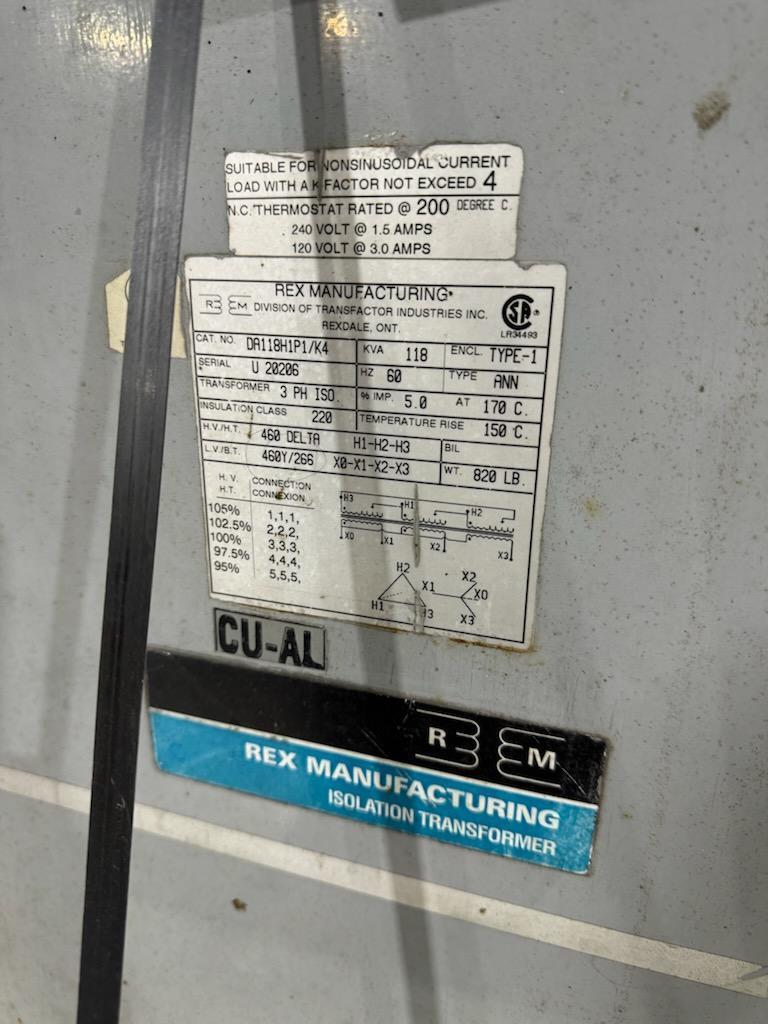 SUITABLE FOR NONSINUSOIDAL CURRENT
LOAD WITH A K FACTOR NOT EXCEED 4
N.C. THERMOSTAT RATED @ 200 DEGREE C.
240 VOLT @ 1.5 AMPS
120 VOLT @ 3.0 AMPS
REX MANUFACTURING
R M DIVISION OF TRANSFACTOR INDUSTRIES INC.
REXDALE, ONT.
SA ®
LR34493
CAT. NO. DA118H1P1/K4 KVA 118 ENCL. TYPE-1
SERIAL U 20206 HZ 60 TYPE ANN
TRANSFORMER 3 PH ISO. % IMP. 5.0 AT 170 C.
INSULATION CLASS 220 TEMPERATURE RISE 150 C.
H.V./H.T. 460 DELTA H1-H2-H3 BIL
L.V./B.T. 460Y/266 X0-X1-X2-X3 WT. 820 LB.
H.V. CONNECTION
H.T. CONNEXION
105% 1,1,1,
102.5% 2,2,2,
100% 3,3,3,
97.5% 4,4,4,
95% 5,5,5,
H3 H1 H2
X0 X1 X2 X3
H2 X1 X2 X0
H1 H3 X3
CU-AL
R M
REX MANUFACTURING
ISOLATION TRANSFORMER